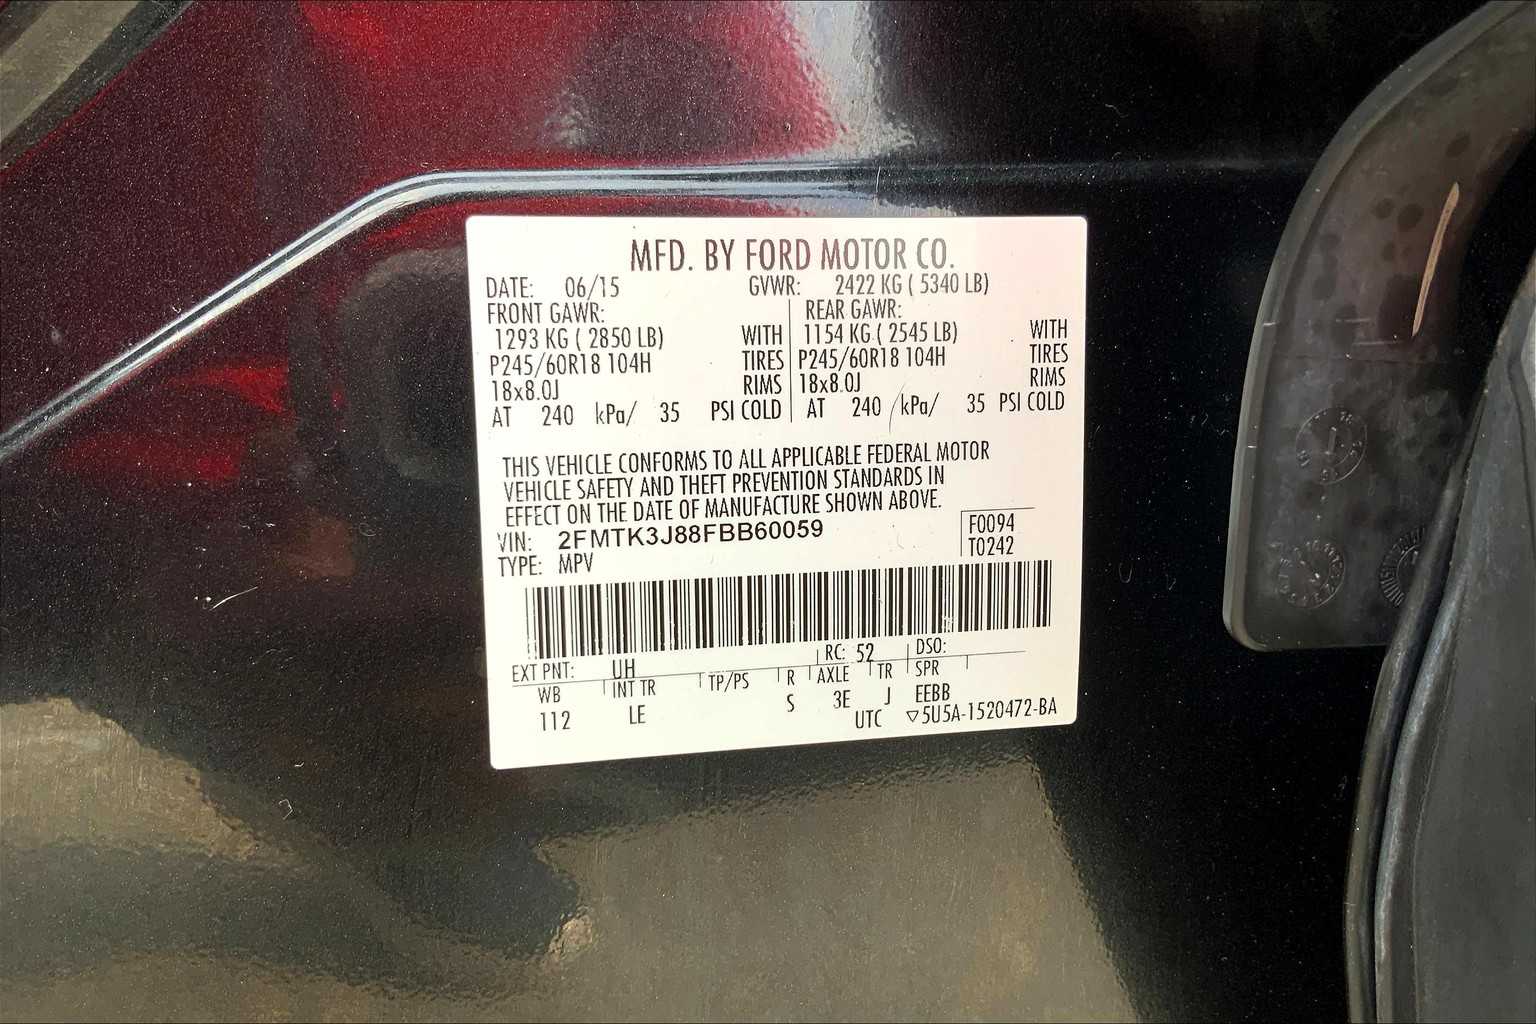 MFD. BY FORD MOTOR CO.
DATE: 06/15 GVWR: 2422 KG ( 5340 LB)
FRONT GAWR: REAR GAWR:
1293 KG ( 2850 LB) WITH 1154 KG ( 2545 LB) WITH
P245/60R18 104H TIRES P245/60R18 104H TIRES
18x8.0J RIMS 18x8.0J RIMS
AT 240 kPa/ 35 PSI COLD AT 240 kPa/ 35 PSI COLD
THIS VEHICLE CONFORMS TO ALL APPLICABLE FEDERAL MOTOR
VEHICLE SAFETY AND THEFT PREVENTION STANDARDS IN
EFFECT ON THE DATE OF MANUFACTURE SHOWN ABOVE.
VIN: 2FMTK3J88FBB60059 F0094
TYPE: MPV T0242
EXT PNT: UH RC: 52 DSO:
WB INT TR TP/PS R AXLE TR SPR
112 LE S 3E J EEBB
UTC ▽5U5A-1520472-BA